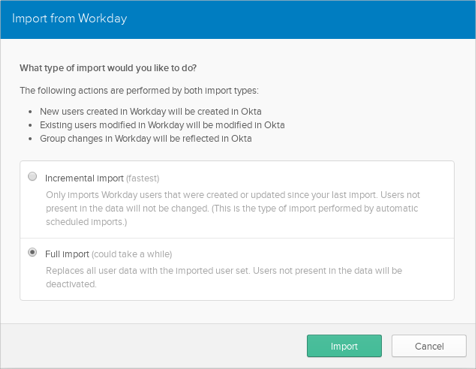 Import from Workday
What type of import would you like to do?
The following actions are performed by both import types:
• New users created in Workday will be created in Okta
• Existing users modified in Workday will be modified in Okta
• Group changes in Workday will be reflected in Okta
Incremental import (fastest)
Only imports Workday users that were created or updated since your last import. Users not
present in the data will not be changed. (This is the type of import performed by automatic
scheduled imports.)
Full import (could take a while)
Replaces all user data with the imported user set. Users not present in the data will be
deactivated.
Import
Cancel